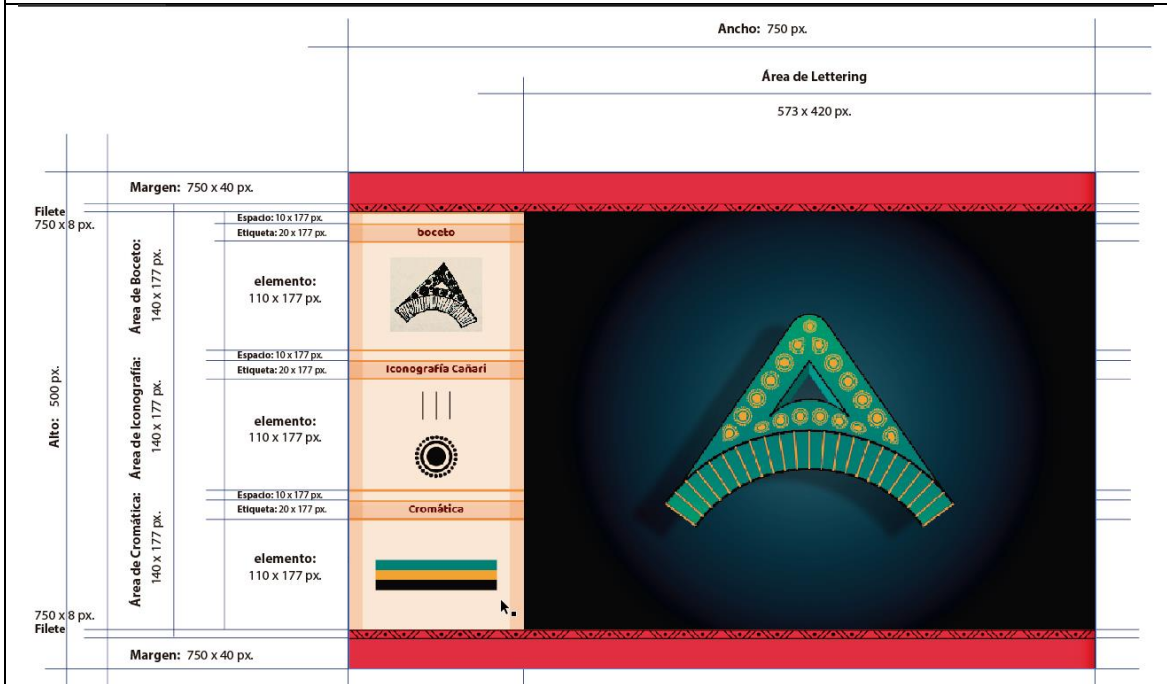 Ancho: 750 px.
Área de Lettering
573 x 420 px.
Margen: 750 x 40 px.
Filete
750 x 8 px.
Espacio: 10 x 177 px.
Etiqueta: 20 x 177 px.
boceto
elemento:
110 x 177 px.
Área de Boceto:
140 x 177 px.
Espacio: 10 x 177 px.
Etiqueta: 20 x 177 px.
Iconografía Cañari
elemento:
110 x 177 px.
Área de Iconografía:
140 x 177 px.
Alto: 500 px.
Espacio: 10 x 177 px.
Etiqueta: 20 x 177 px.
Cromática
elemento:
110 x 177 px.
Área de Cromática:
140 x 177 px.
750 x 8 px.
Filete
Margen: 750 x 40 px.
A